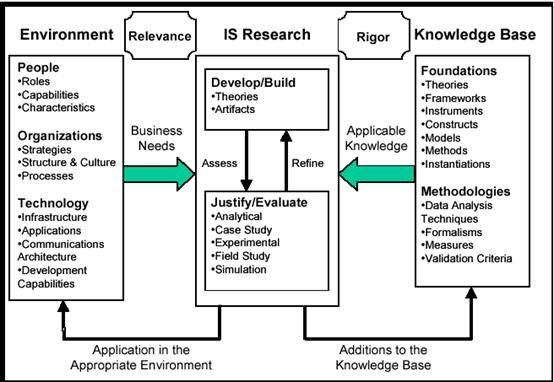 Environment
Relevance
IS Research
Rigor
Knowledge Base
People
•Roles
•Capabilities
•Characteristics
Organizations
•Strategies
•Structure & Culture
•Processes
Technology
•Infrastructure
•Applications
•Communications
Architecture
•Development
Capabilities
Business
Needs
Develop/Build
•Theories
•Artifacts
Assess
Refine
Justify/Evaluate
•Analytical
•Case Study
•Experimental
•Field Study
•Simulation
Applicable
Knowledge
Foundations
•Theories
•Frameworks
•Instruments
•Constructs
•Models
•Methods
•Instantiations
Methodologies
•Data Analysis
Techniques
•Formalisms
•Measures
•Validation Criteria
Application in the
Appropriate Environment
Additions to the
Knowledge Base